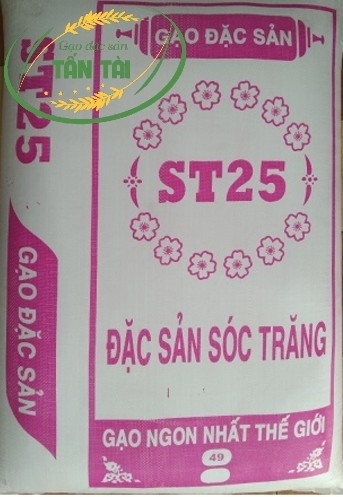 Gạo đặc sản
TẤN TÀI
ST25
GẠO ĐẶC SẢN
GẠO ĐẶC SẢN
ST25
ĐẶC SẢN SÓC TRĂNG
GẠO NGON NHẤT THẾ GIỚI
49